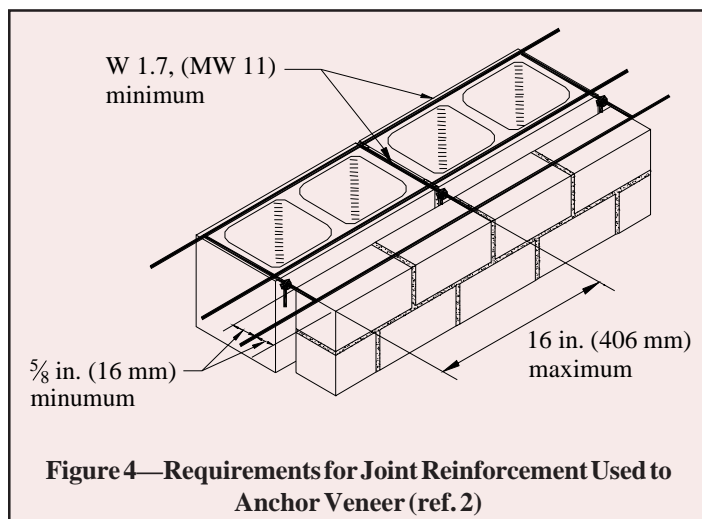 W 1.7, (MW 11)
minimum
16 in. (406 mm)
maximum
⅝ in. (16 mm)
minumum
Figure 4—Requirements for Joint Reinforcement Used to
Anchor Veneer (ref. 2)